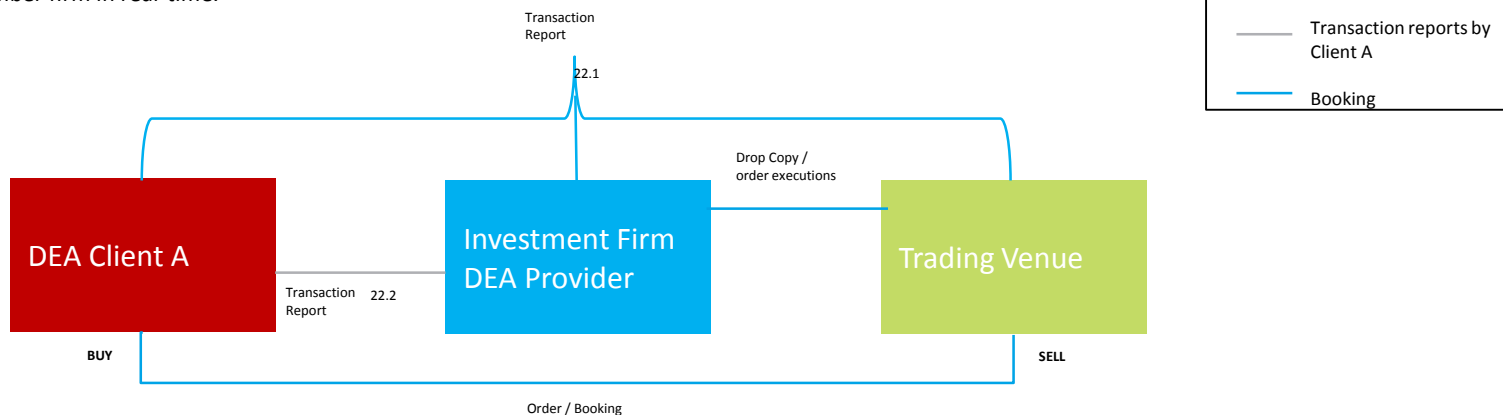 Transaction
Report
22.1
Transaction reports by
Client A
Booking
Drop Copy /
order executions
DEA Client A
Investment Firm
DEA Provider
Trading Venue
Transaction 22.2
Report
BUY
SELL
Order / Booking